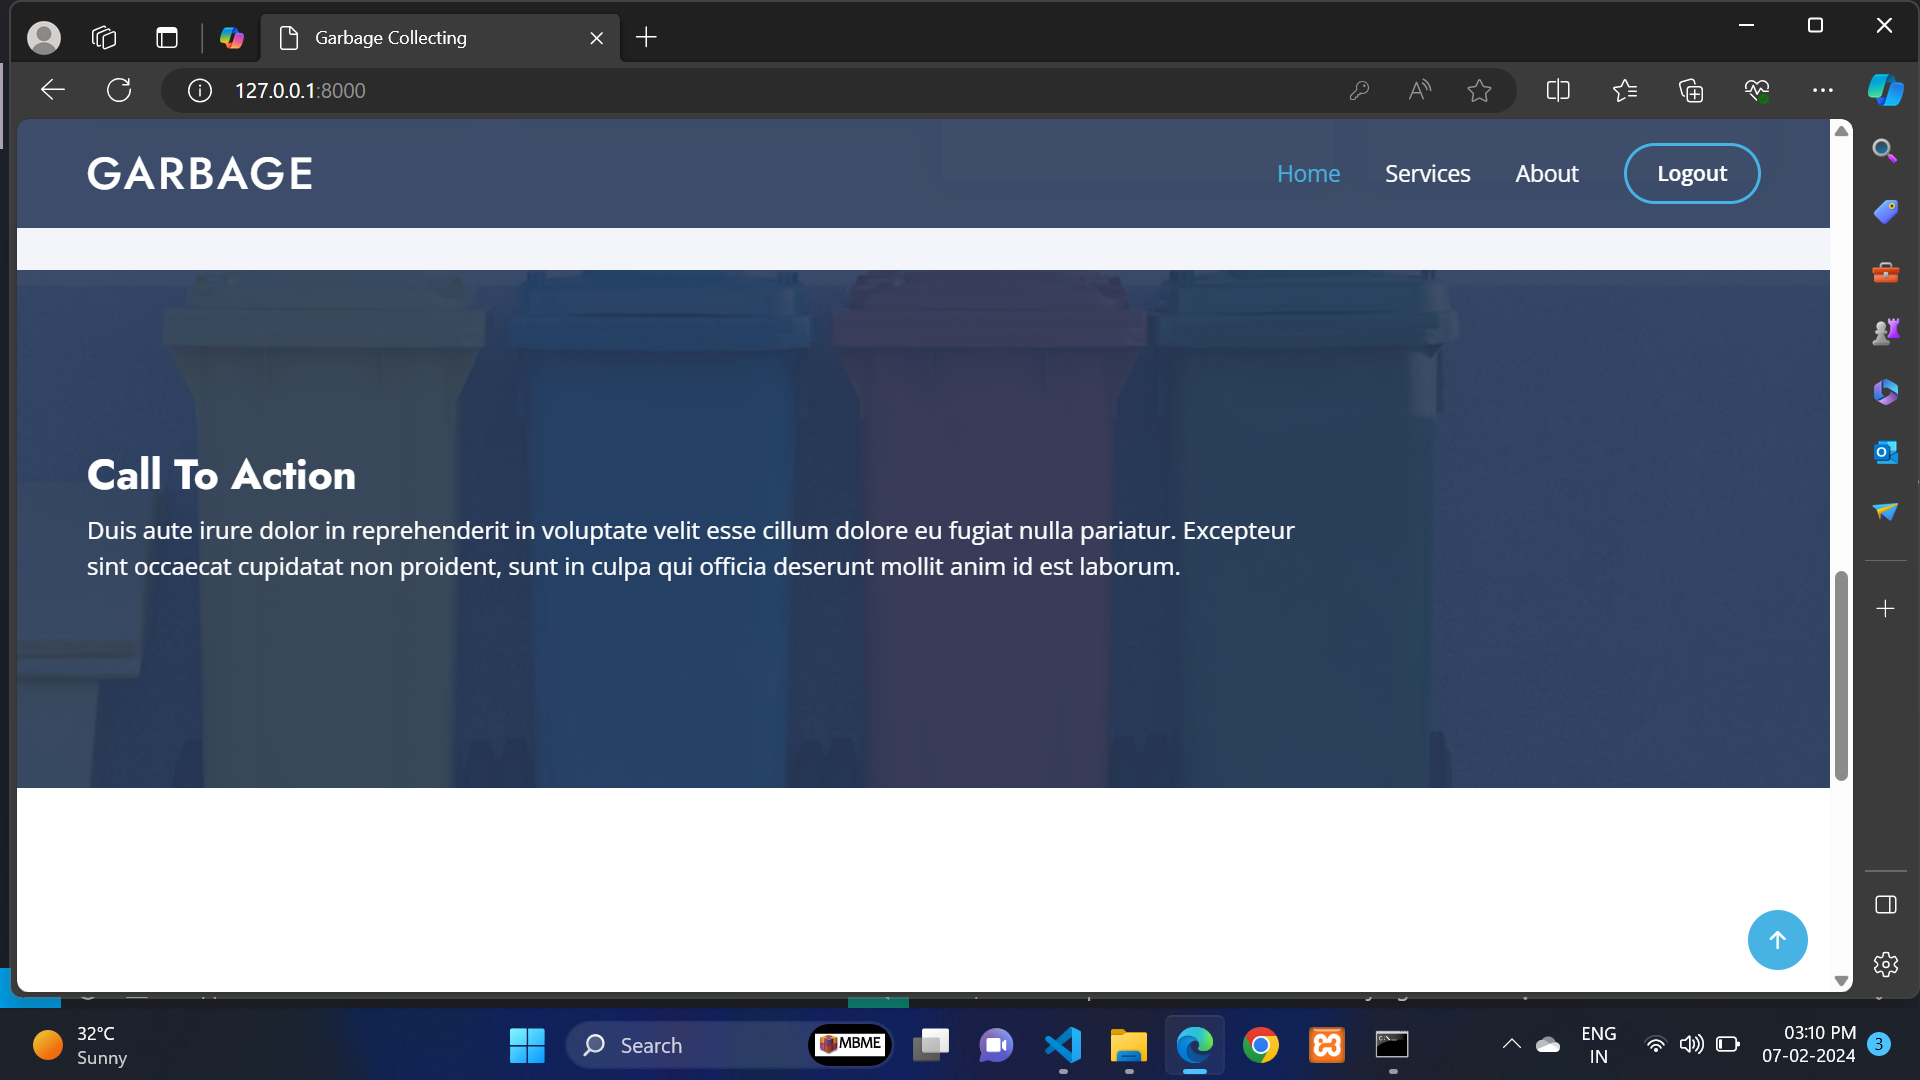 Garbage Collecting
127.0.0.1:8000
GARBAGE
Home
Services
About
Logout
Call To Action
Duis aute irure dolor in reprehenderit in voluptate velit esse cillum dolore eu fugiat nulla pariatur. Excepteur
sint occaecat cupidatat non proident, sunt in culpa qui officia deserunt mollit anim id est laborum.
32°C
Sunny
Search
MBME
ENG
IN
03:10 PM
07-02-2024
3